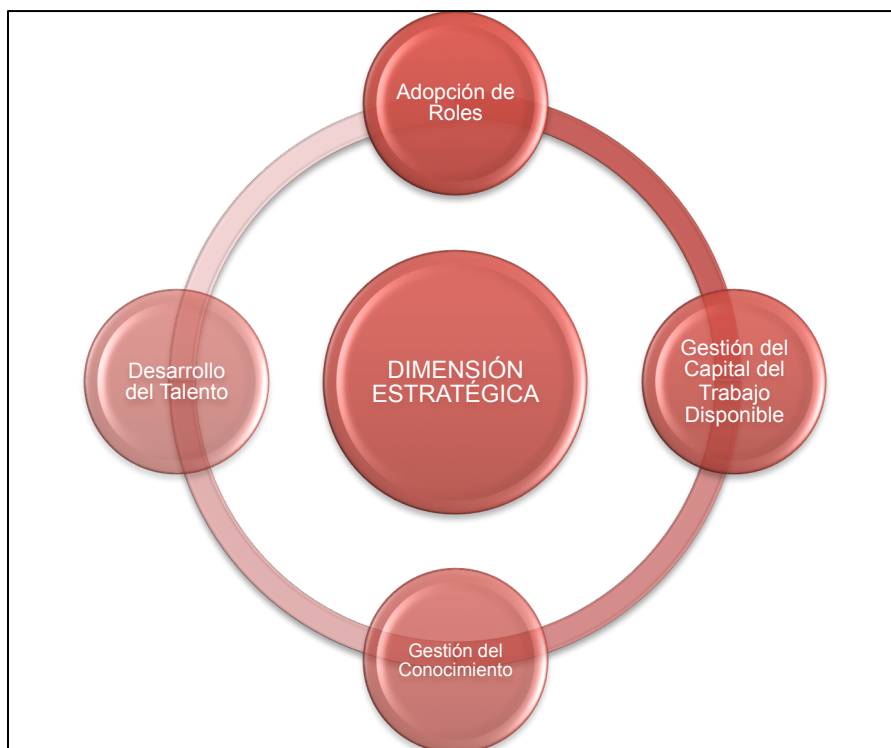 Adopción de
Roles
DIMENSIÓN
ESTRATÉGICA
Gestión del
Capital del
Trabajo
Disponible
Desarrollo
del Talento
Gestión del
Conocimiento